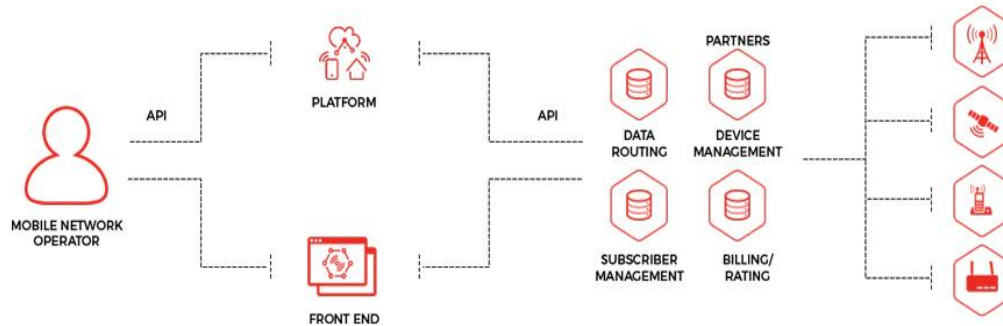 PARTNERS
API
PLATFORM
API
DATA
ROUTING
DEVICE
MANAGEMENT
MOBILE NETWORK
OPERATOR
SUBSCRIBER
MANAGEMENT
BILLING/
RATING
FRONT END